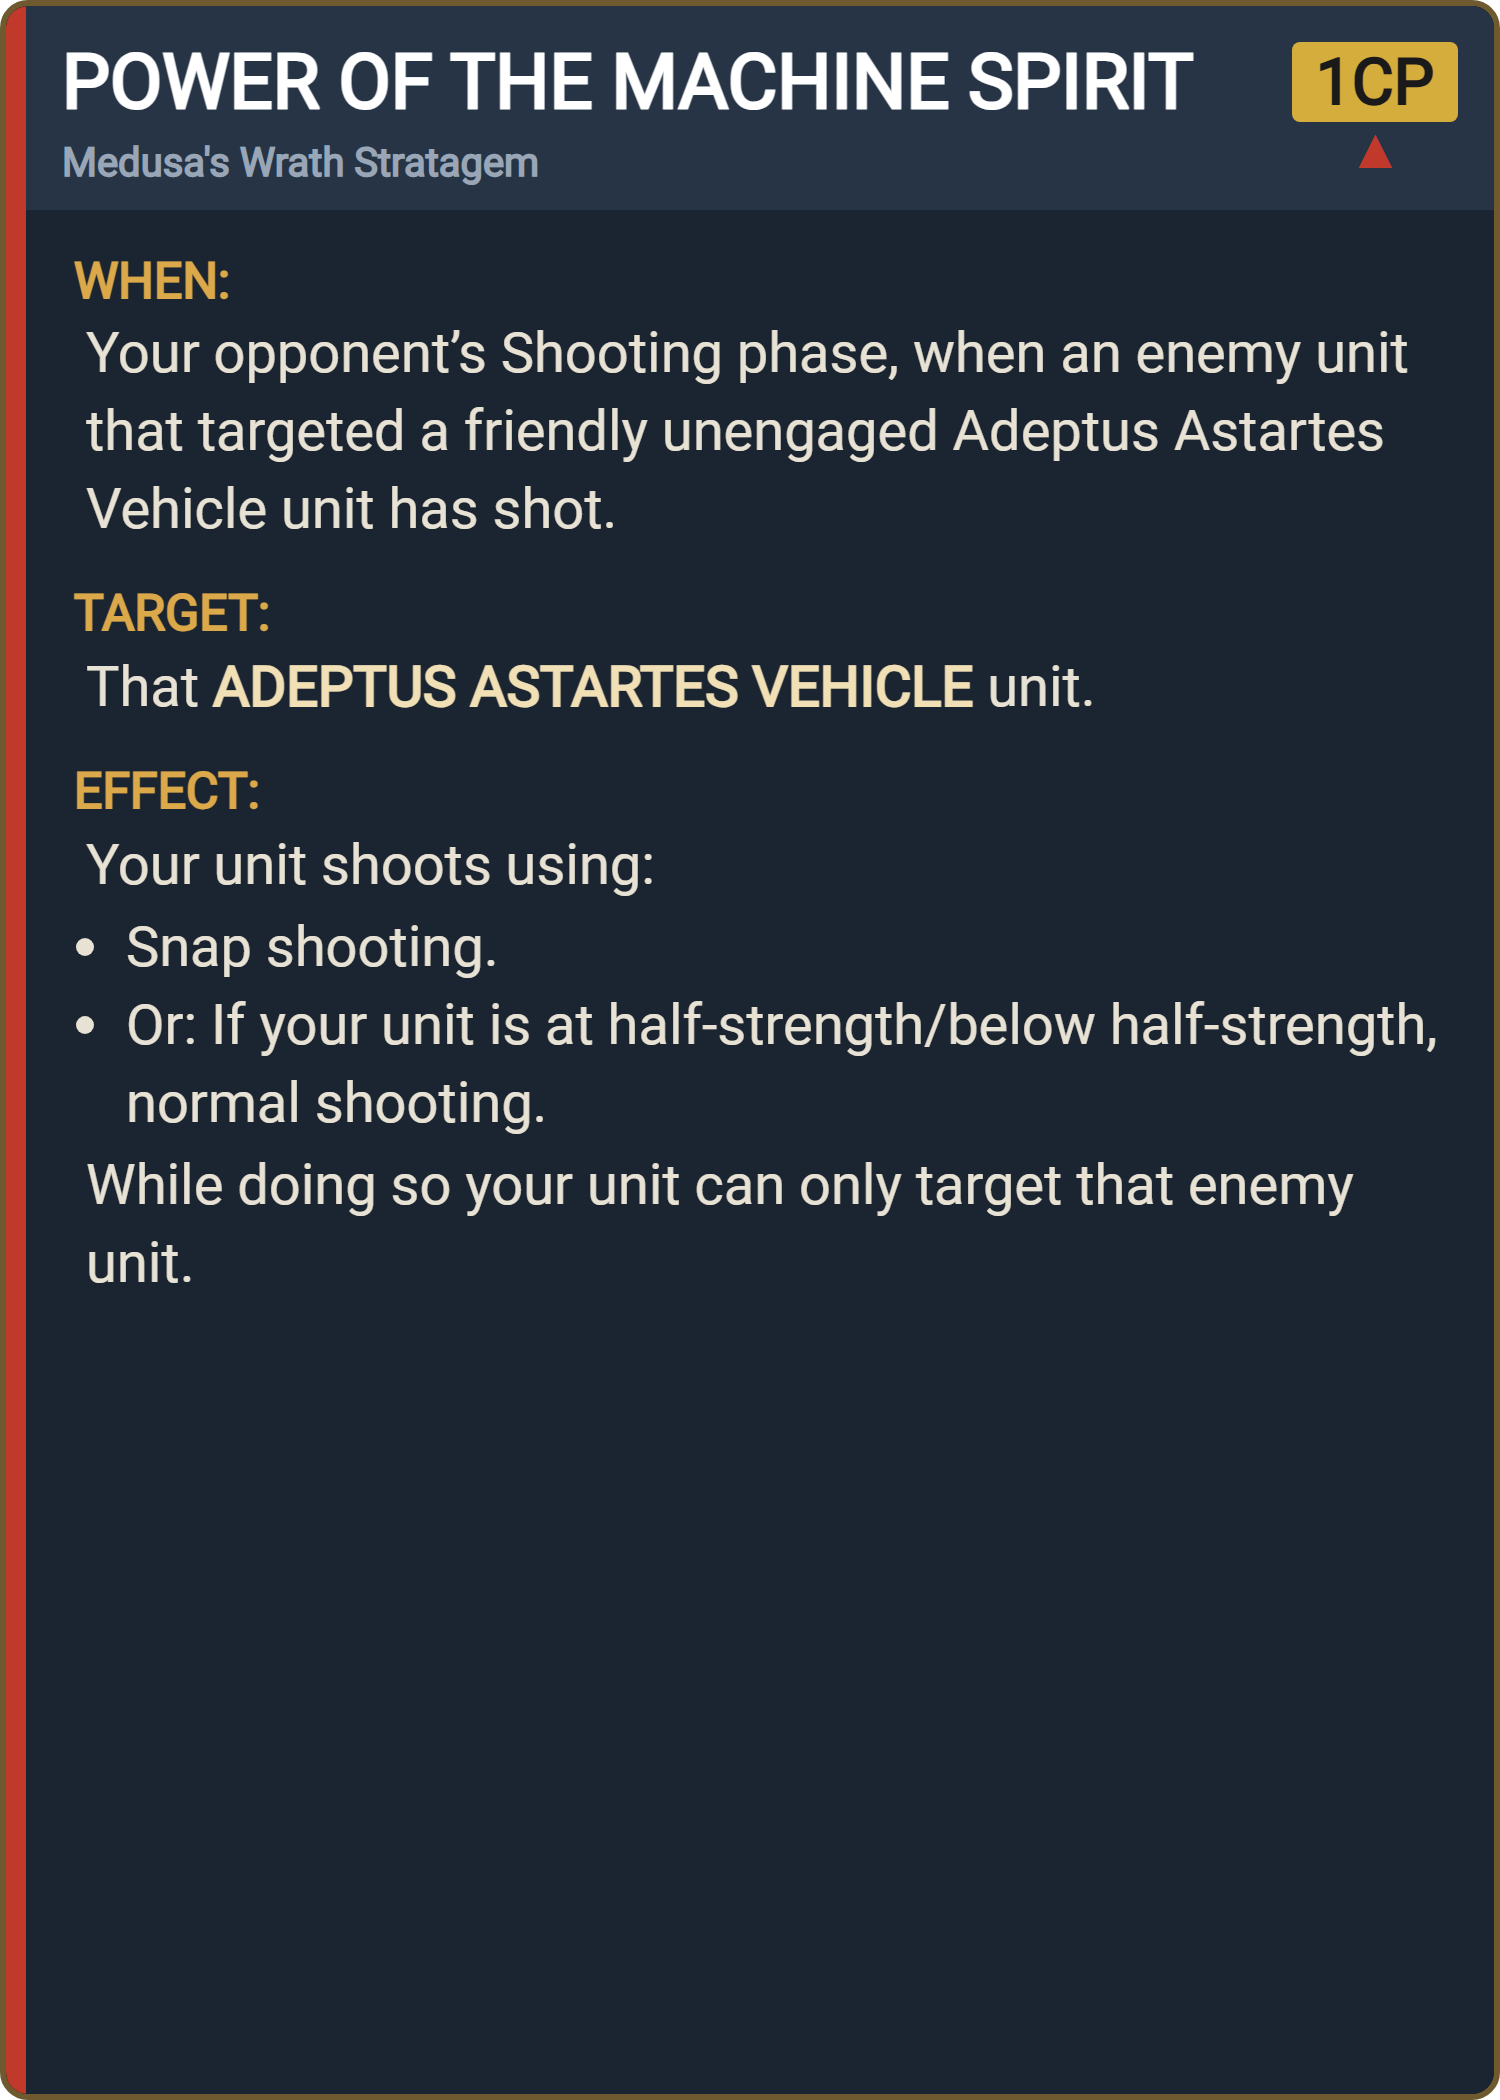 POWER OF THE MACHINE SPIRIT
1CP
Medusa's Wrath Stratagem
WHEN:
Your opponent’s Shooting phase, when an enemy unit
that targeted a friendly unengaged Adeptus Astartes
Vehicle unit has shot.
TARGET:
That ADEPTUS ASTARTES VEHICLE unit.
EFFECT:
Your unit shoots using:
• Snap shooting.
• Or: If your unit is at half-strength/below half-strength,
normal shooting.
While doing so your unit can only target that enemy
unit.